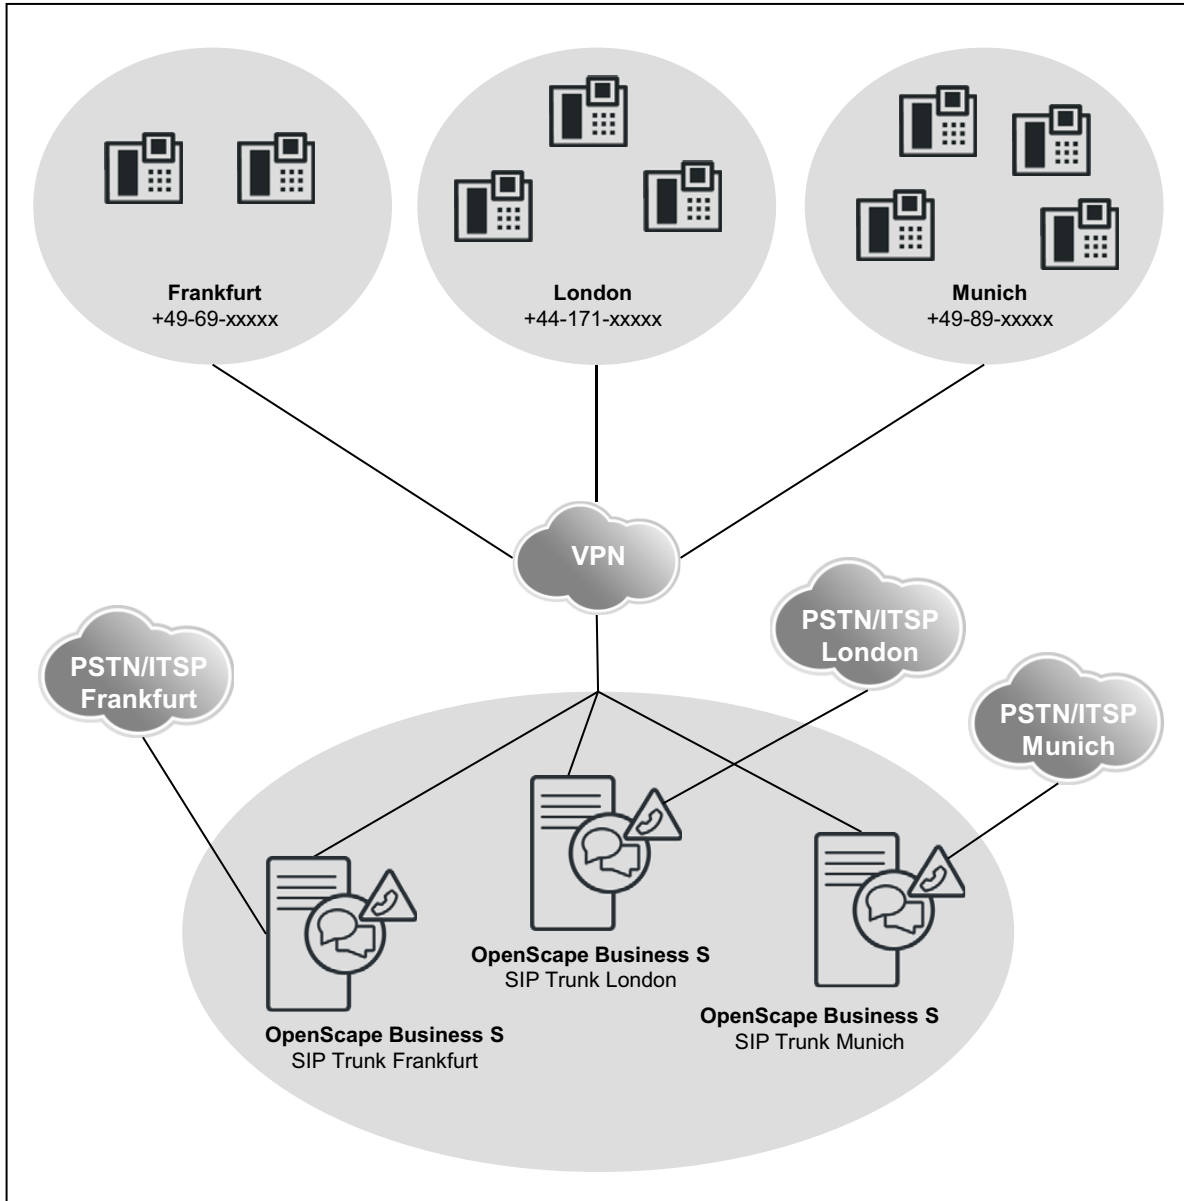 Frankfurt
+49-69-xxxxx
London
+44-171-xxxxx
Munich
+49-89-xxxxx
VPN
PSTN/ITSP
London
PSTN/ITSP
Frankfurt
PSTN/ITSP
Munich
OpenScape Business S
SIP Trunk London
OpenScape Business S
SIP Trunk Munich
OpenScape Business S
SIP Trunk Frankfurt